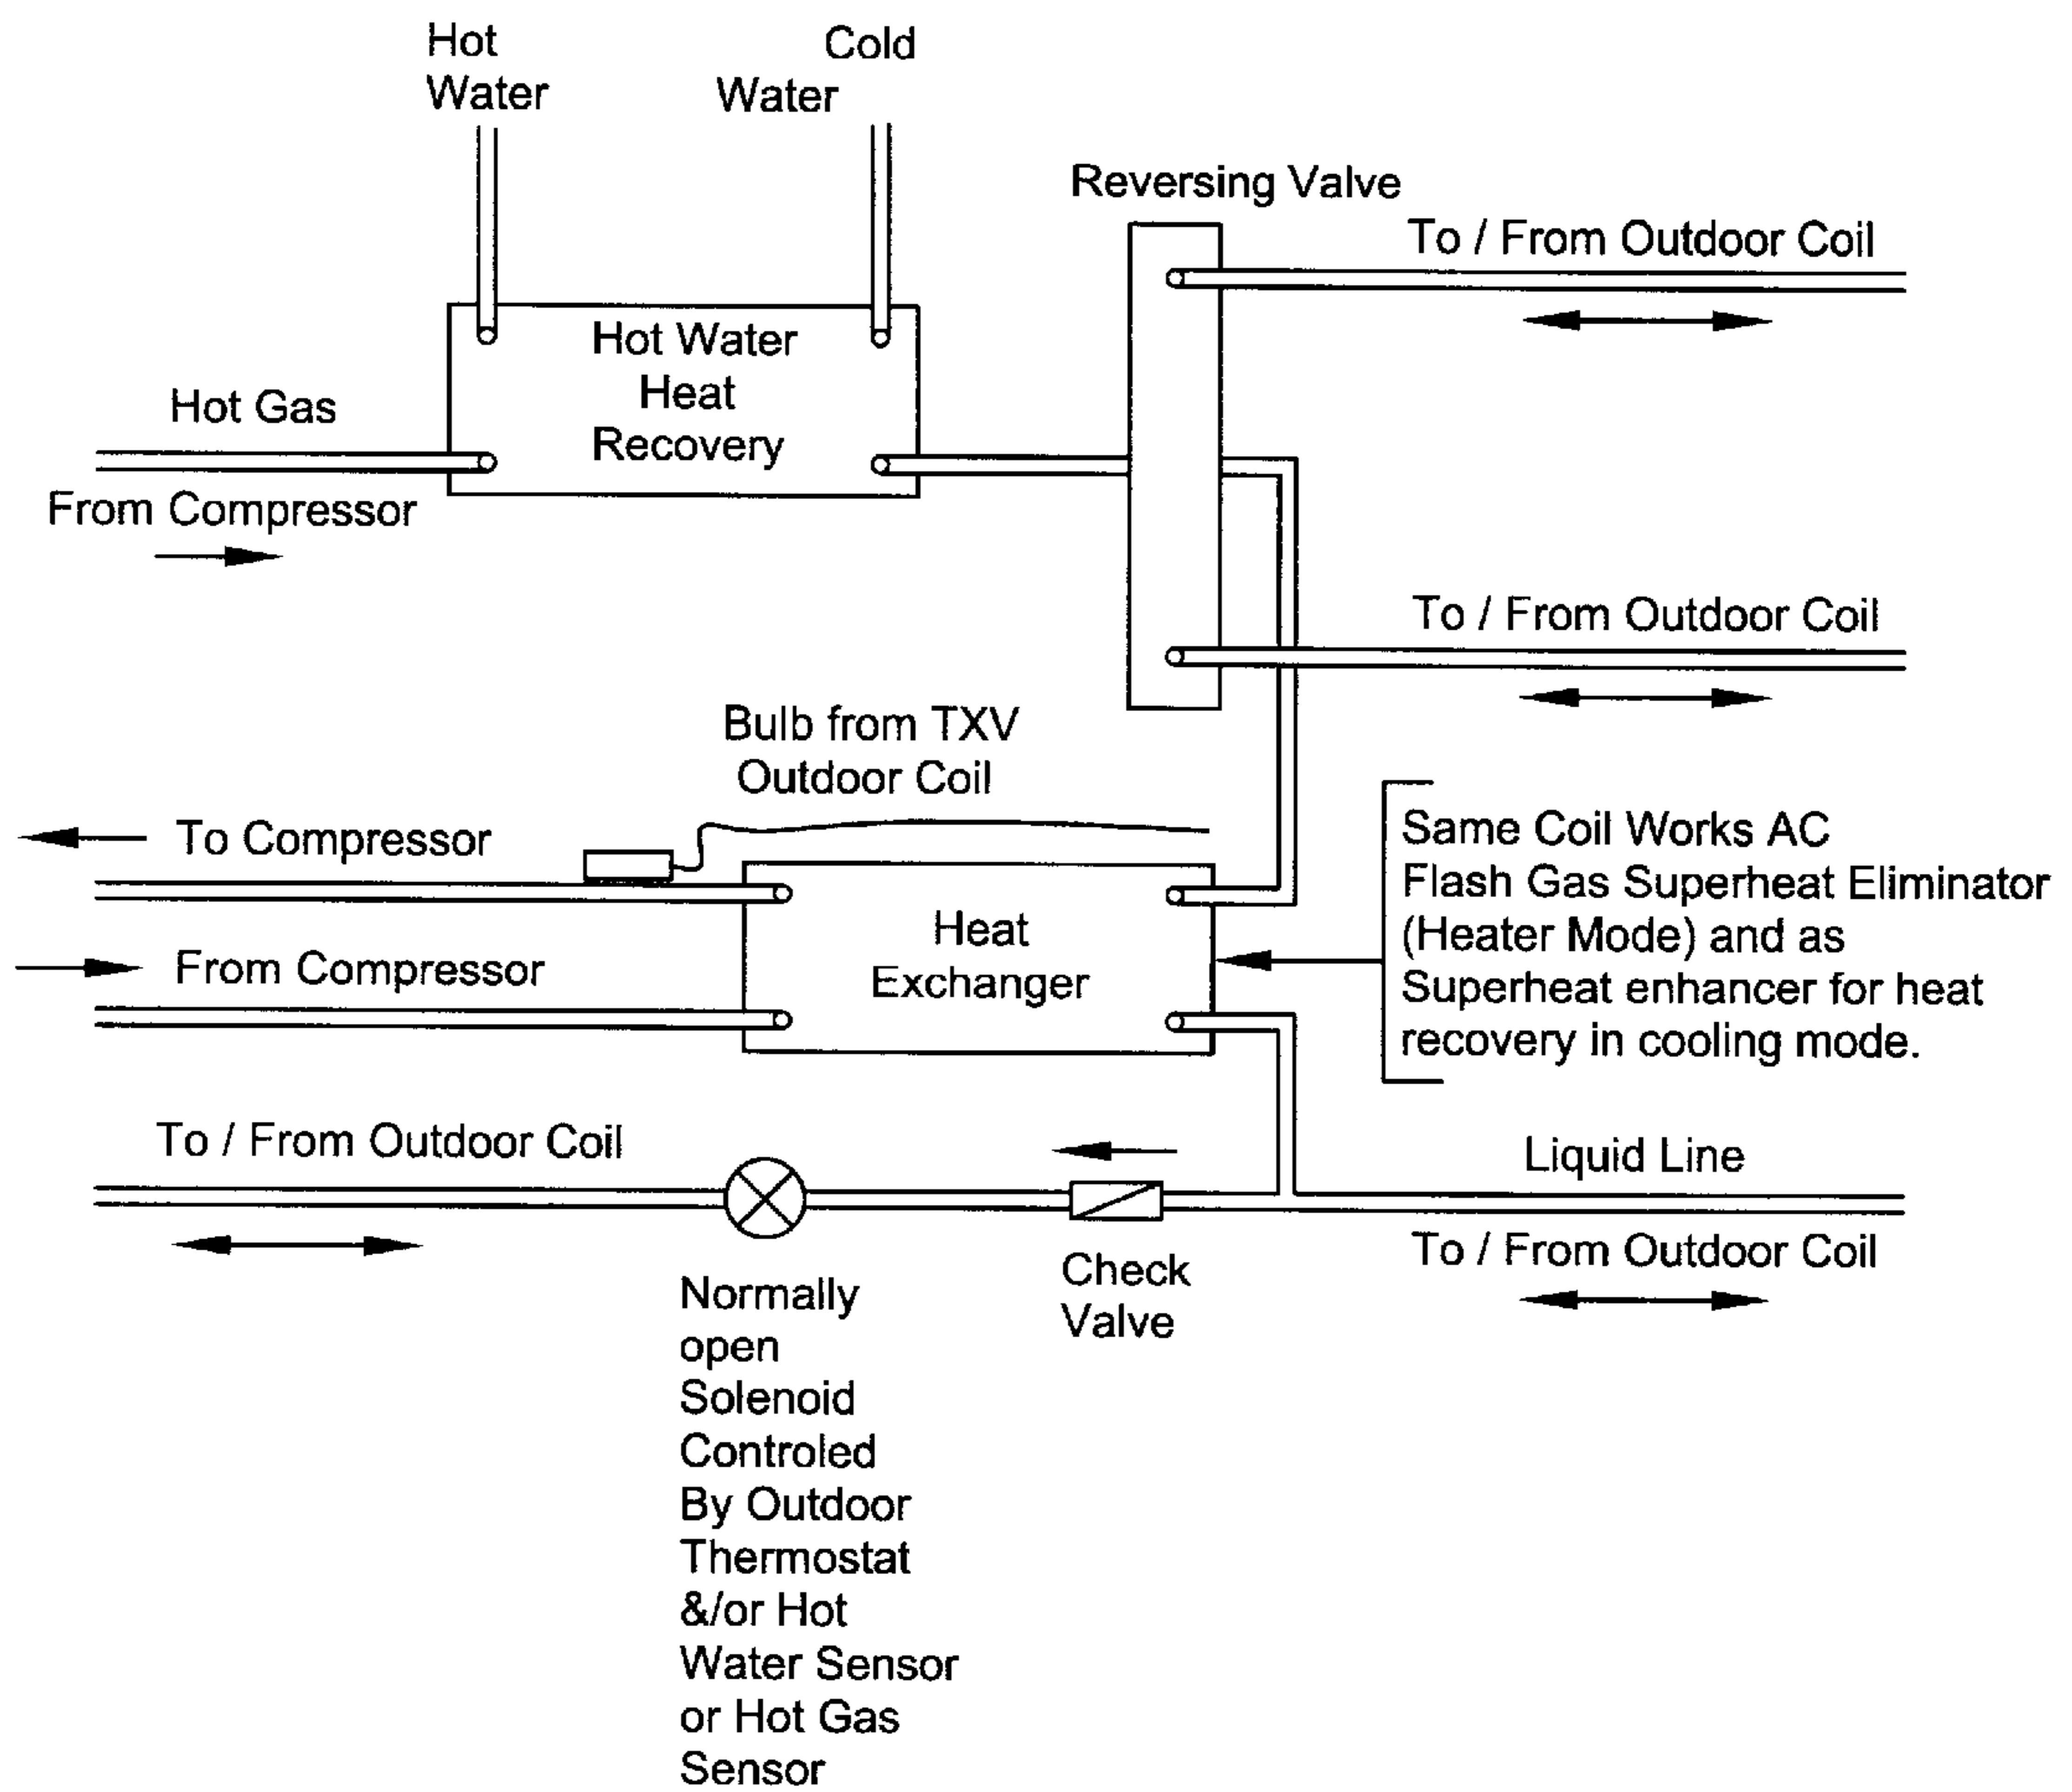 Hot
Water
Cold
Water
Reversing Valve
To / From Outdoor Coil
Hot Water
Heat
Recovery
Hot Gas
From Compressor
To / From Outdoor Coil
Bulb from TXV
Outdoor Coil
To Compressor
From Compressor
Heat
Exchanger
Same Coil Works AC
Flash Gas Superheat Eliminator
(Heater Mode) and as
Superheat enhancer for heat
recovery in cooling mode.
To / From Outdoor Coil
Liquid Line
To / From Outdoor Coil
Check
Valve
Normally
open
Solenoid
Controled
By Outdoor
Thermostat
&/or Hot
Water Sensor
or Hot Gas
Sensor